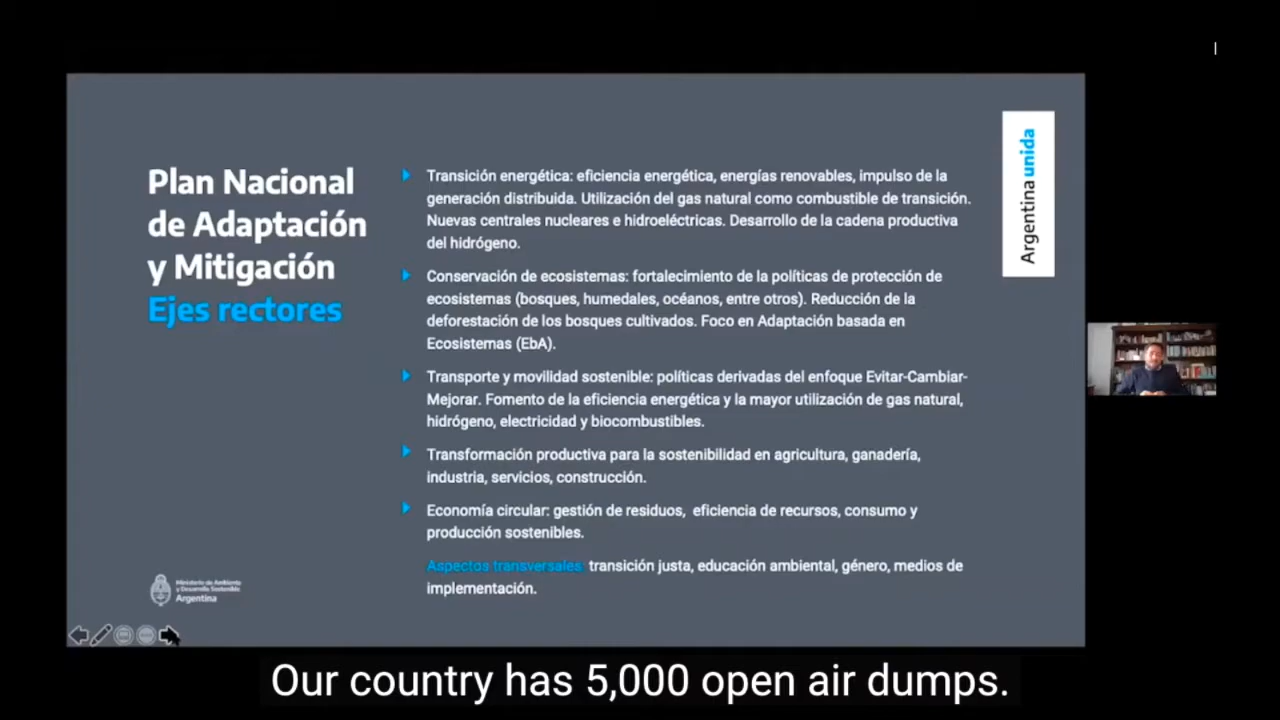 Plan Nacional
de Adaptación
y Mitigación
Ejes rectores
Transición energética: eficiencia energética, energías renovables, impulso de la
generación distribuida. Utilización del gas natural como combustible de transición.
Nuevas centrales nucleares e hidroeléctricas. Desarrollo de la cadena productiva
del hidrógeno.
Conservación de ecosistemas: fortalecimiento de la políticas de protección de
ecosistemas (bosques, humedales, océanos, entre otros). Reducción de la
deforestación de los bosques cultivados. Foco en Adaptación basada en
Ecosistemas (EbA).
Transporte y movilidad sostenible: políticas derivadas del enfoque Evitar-Cambiar-
Mejorar. Fomento de la eficiencia energética y la mayor utilización de gas natural,
hidrógeno, electricidad y biocombustibles.
Transformación productiva para la sostenibilidad en agricultura, ganadería,
industria, servicios, construcción.
Economía circular: gestión de residuos, eficiencia de recursos, consumo y
producción sostenibles.
Aspectos transversales: transición justa, educación ambiental, género, medios de
implementación.
Argentina unida
Ministerio de Ambiente
y Desarrollo Sostenible
Argentina
Our country has 5,000 open air dumps.